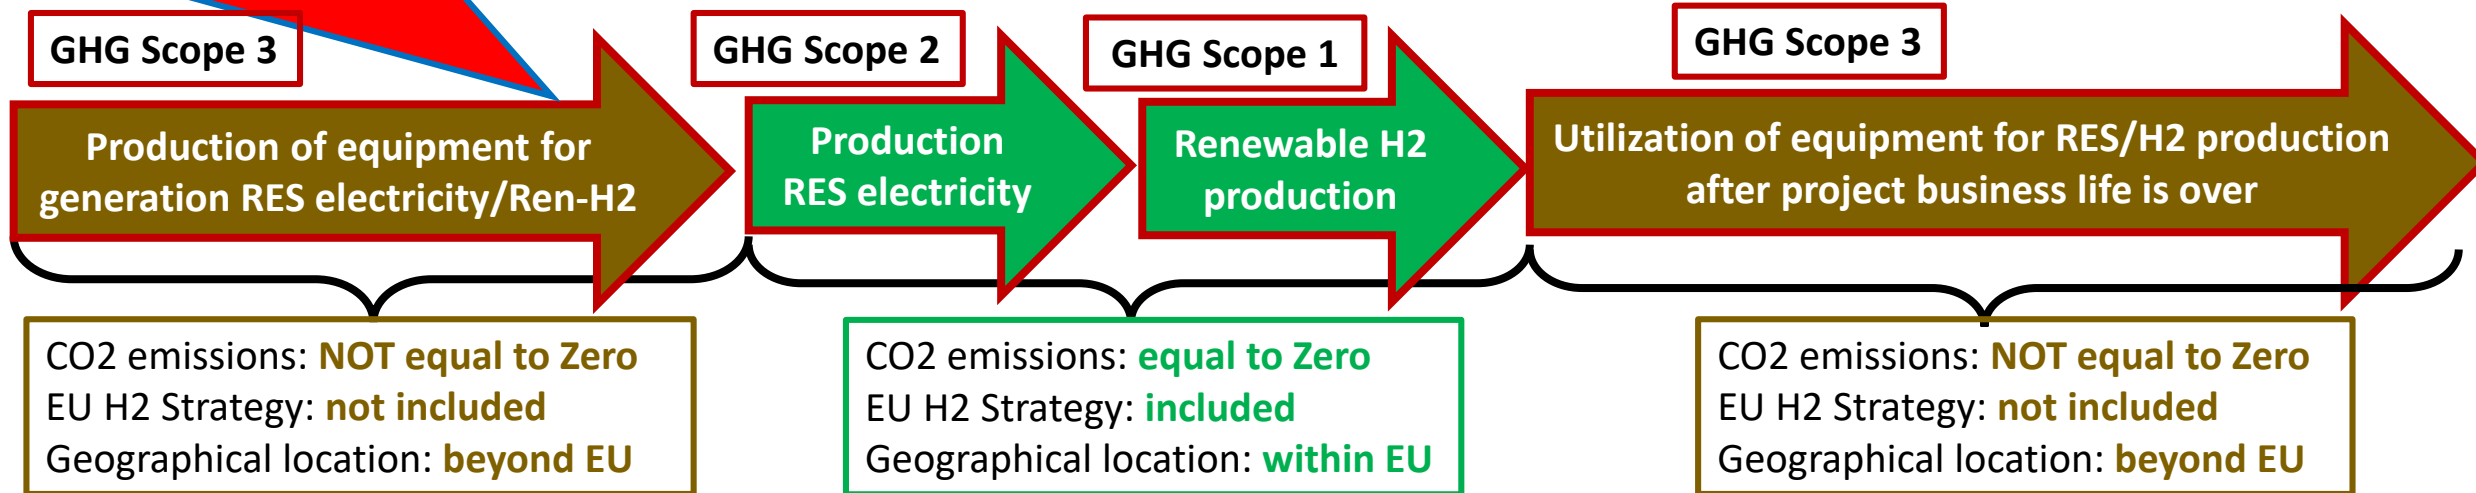 GHG Scope 3
GHG Scope 2
GHG Scope 1
GHG Scope 3
Production of equipment for
generation RES electricity/Ren-H2
Production
RES electricity
Renewable H2
production
Utilization of equipment for RES/H2 production
after project business life is over
CO2 emissions: NOT equal to Zero
EU H2 Strategy: not included
Geographical location: beyond EU
CO2 emissions: equal to Zero
EU H2 Strategy: included
Geographical location: within EU
CO2 emissions: NOT equal to Zero
EU H2 Strategy: not included
Geographical location: beyond EU